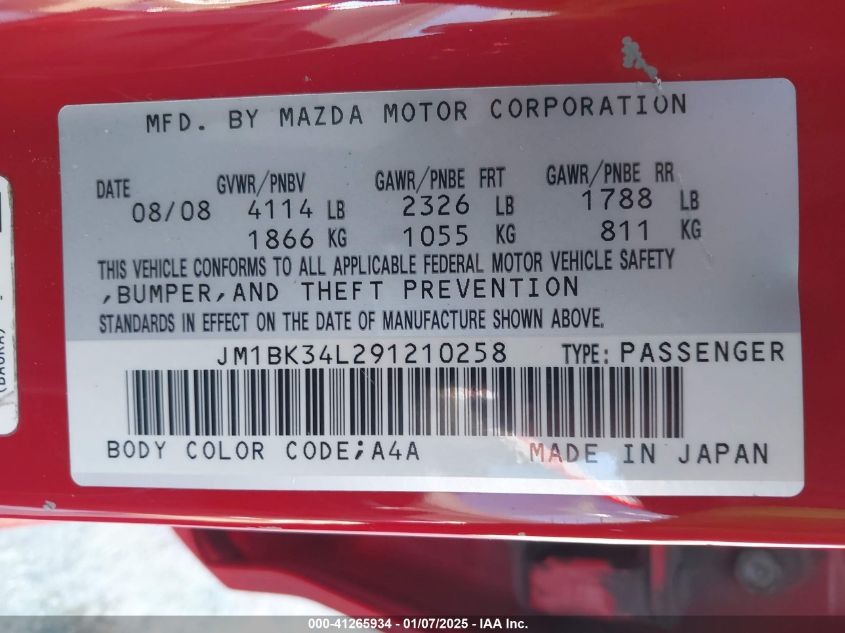 MFD. BY MAZDA MOTOR CORPORATION
DATE GVWR/PNBV GAWR/PNBE FRT GAWR/PNBE RR
08/08 4114 LB 2326 LB 1788 LB
1866 KG 1055 KG 811 KG
THIS VEHICLE CONFORMS TO ALL APPLICABLE FEDERAL MOTOR VEHICLE SAFETY
,BUMPER,AND THEFT PREVENTION
STANDARDS IN EFFECT ON THE DATE OF MANUFACTURE SHOWN ABOVE.
JM1BK34L291210258 TYPE: PASSENGER
BODY COLOR CODE;A4A MADE IN JAPAN
(BAURA)
000-41265934 - 01/07/2025 - IAA Inc.